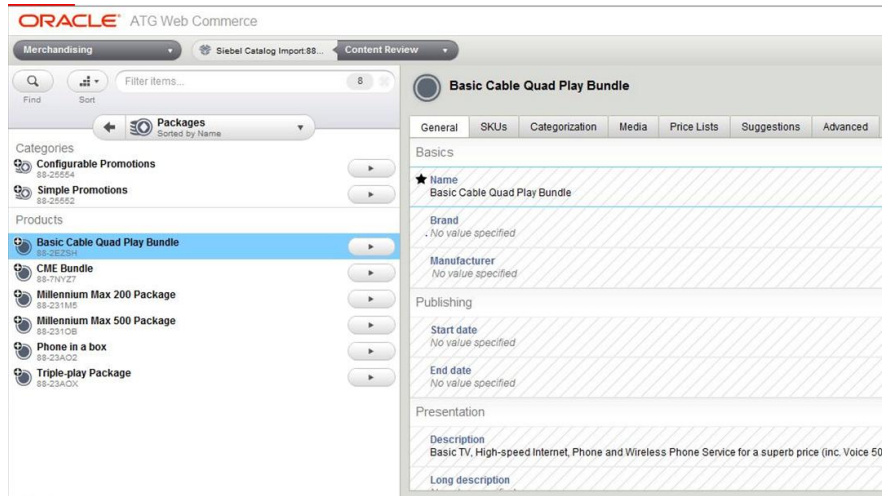 ORACLE® ATG Web Commerce
Merchandising
Siebel Catalog Import:88...
Content Review
Filter items...
8
Find
Sort
Packages
Sorted by Name
Categories
Configurable Promotions
88-25554
Simple Promotions
88-25552
Products
Basic Cable Quad Play Bundle
88-2EZSH
CME Bundle
88-7NYZ7
Millennium Max 200 Package
88-231M5
Millennium Max 500 Package
88-231OB
Phone in a box
88-23AO2
Triple-play Package
88-23AOX
Basic Cable Quad Play Bundle
General
SKUs
Categorization
Media
Price Lists
Suggestions
Advanced
Basics
Name
Basic Cable Quad Play Bundle
Brand
No value specified
Manufacturer
No value specified
Publishing
Start date
No value specified
End date
No value specified
Presentation
Description
Basic TV, High-speed Internet, Phone and Wireless Phone Service for a superb price (inc. Voice 50
Long description